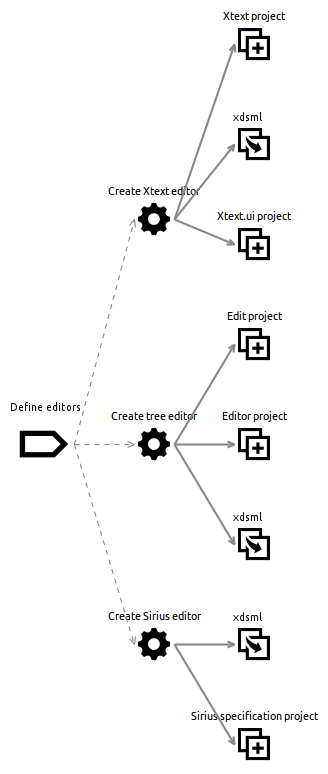 Xtext project
xdsml
Create Xtext editor
Xtext.ui project
Edit project
Define editors
Create tree editor
Editor project
xdsml
Create Sirius editor
xdsml
Sirius specification project